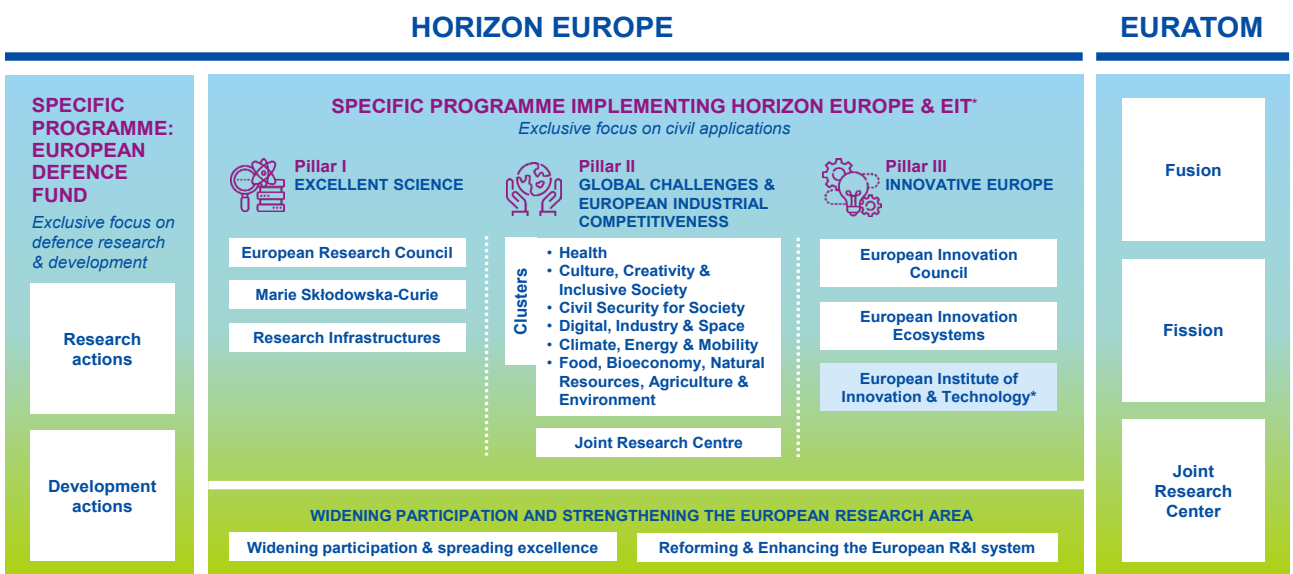 HORIZON EUROPE
EURATOM
SPECIFIC
PROGRAMME:
EUROPEAN
DEFENCE
FUND
Exclusive focus on
defence research
& development
Research
actions
Development
actions
SPECIFIC PROGRAMME IMPLEMENTING HORIZON EUROPE & EIT*
Exclusive focus on civil applications
Pillar I
EXCELLENT SCIENCE
European Research Council
Marie Skłodowska-Curie
Research Infrastructures
Pillar II
GLOBAL CHALLENGES &
EUROPEAN INDUSTRIAL
COMPETITIVENESS
Clusters
• Health
• Culture, Creativity &
Inclusive Society
• Civil Security for Society
• Digital, Industry & Space
• Climate, Energy & Mobility
• Food, Bioeconomy, Natural
Resources, Agriculture &
Environment
Joint Research Centre
Pillar III
INNOVATIVE EUROPE
European Innovation
Council
European Innovation
Ecosystems
European Institute of
Innovation & Technology*
WIDENING PARTICIPATION AND STRENGTHENING THE EUROPEAN RESEARCH AREA
Widening participation & spreading excellence
Reforming & Enhancing the European R&I system
Fusion
Fission
Joint
Research
Center